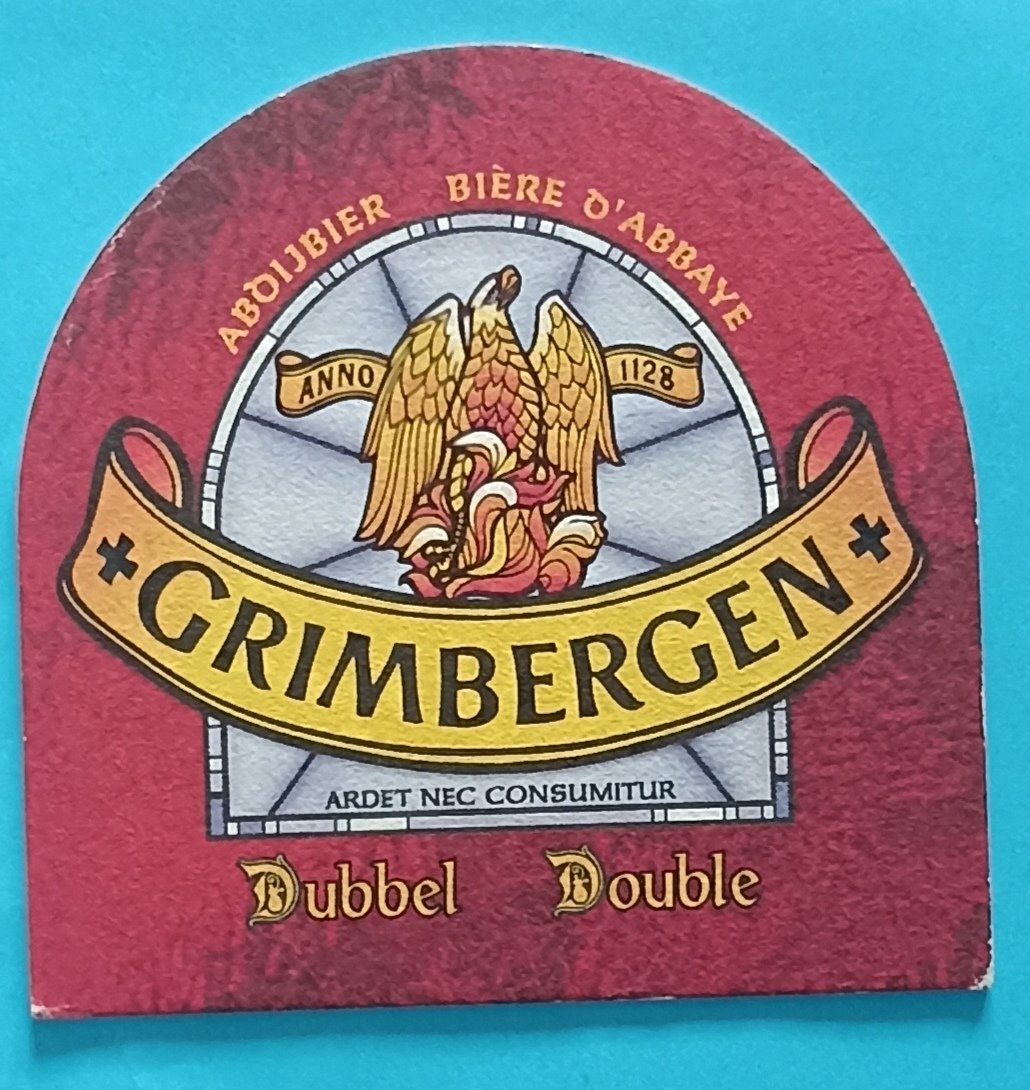 ABDIJBIER BIÈRE D'ABBAYE
ANNO 1128
GRIMBERGEN
ARDET NEC CONSUMITUR
Dubbel Double